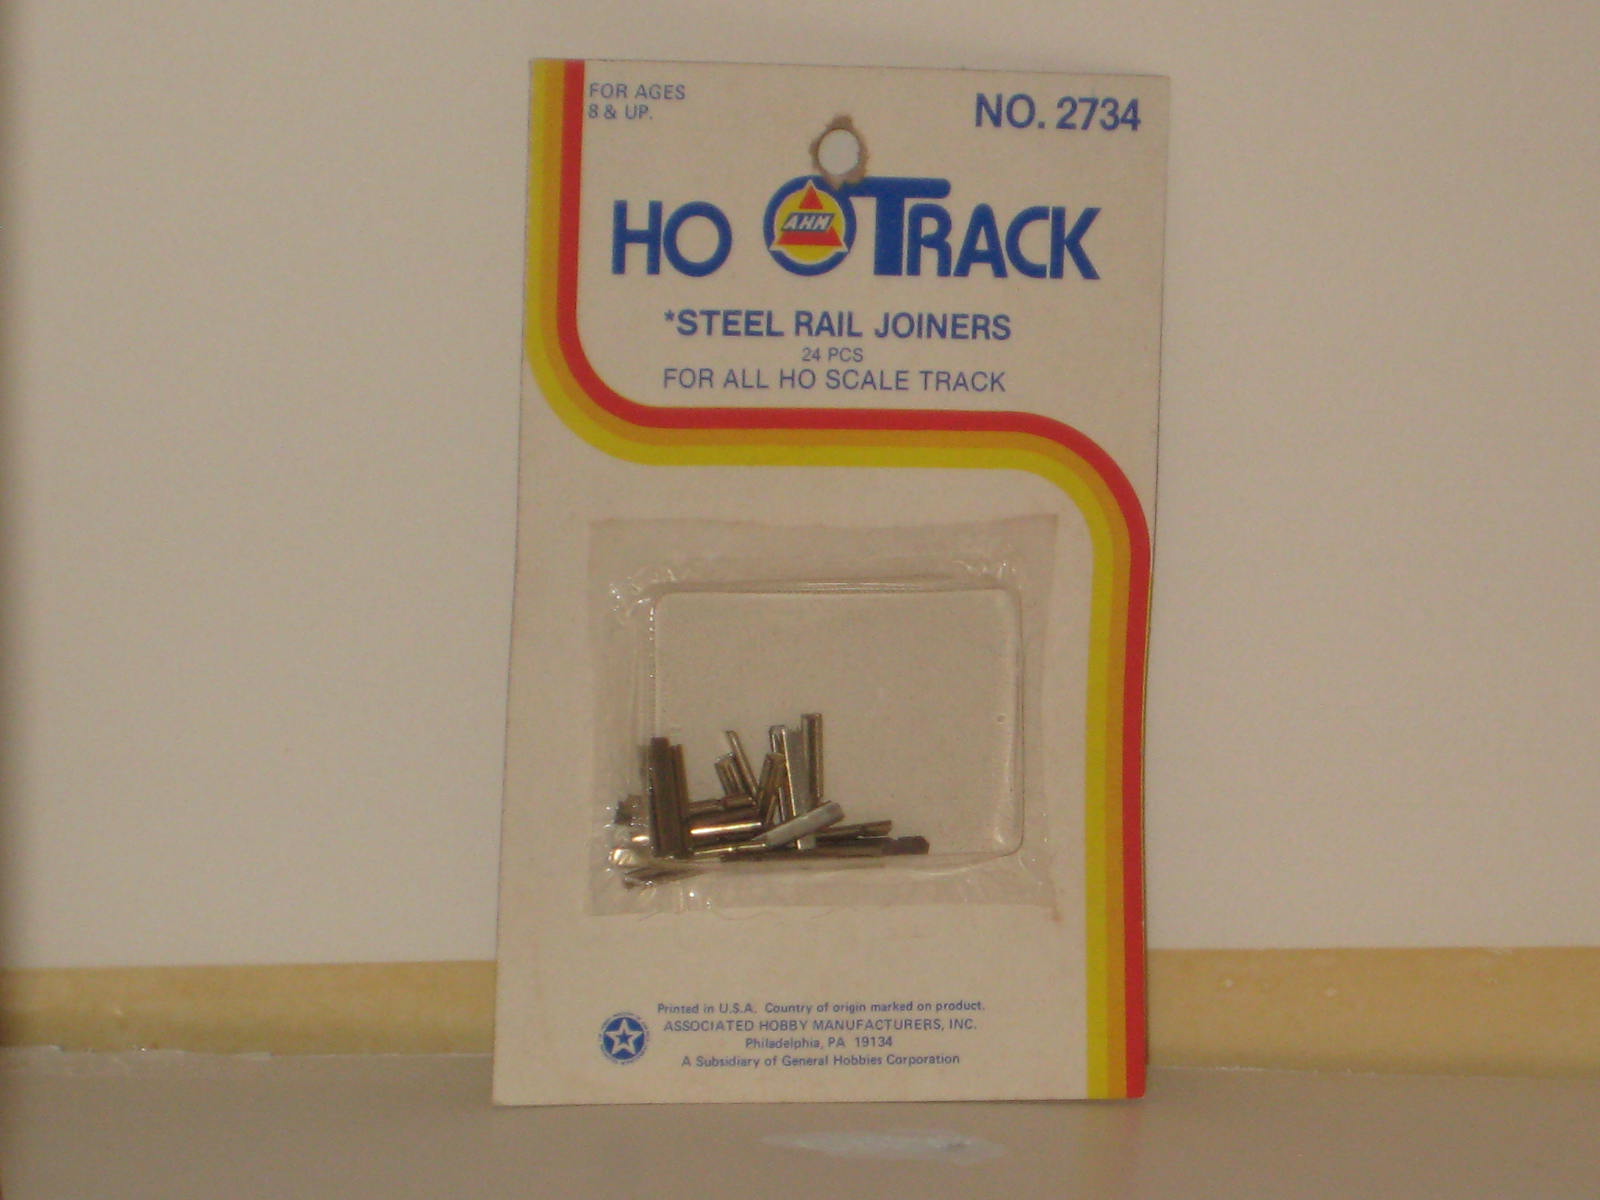 FOR AGES
8 & UP.
NO. 2734
HO TRACK
AHM
*STEEL RAIL JOINERS
24 PCS
FOR ALL HO SCALE TRACK
Printed in U.S.A. Country of origin marked on product.
ASSOCIATED HOBBY MANUFACTURERS, INC.
Philadelphia, PA 19134
A Subsidiary of General Hobbies Corporation